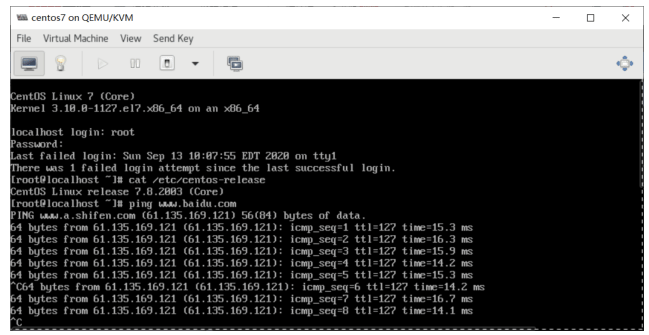 centos7 on QEMU/KVM
File Virtual Machine View Send Key
CentOS Linux 7 (Core)
Kernel 3.10.0-1127.el7.x86_64 on an x86_64
localhost login: root
Password:
Last failed login: Sun Sep 13 10:07:55 EDT 2020 on tty1
There was 1 failed login attempt since the last successful login.
[root@localhost ~]# cat /etc/centos-release
CentOS Linux release 7.8.2003 (Core)
[root@localhost ~]# ping www.baidu.com
PING www.a.shifen.com (61.135.169.121) 56(84) bytes of data.
64 bytes from 61.135.169.121 (61.135.169.121): icmp_seq=1 ttl=127 time=15.3 ms
64 bytes from 61.135.169.121 (61.135.169.121): icmp_seq=2 ttl=127 time=16.3 ms
64 bytes from 61.135.169.121 (61.135.169.121): icmp_seq=3 ttl=127 time=15.9 ms
64 bytes from 61.135.169.121 (61.135.169.121): icmp_seq=4 ttl=127 time=14.2 ms
64 bytes from 61.135.169.121 (61.135.169.121): icmp_seq=5 ttl=127 time=15.3 ms
^C64 bytes from 61.135.169.121 (61.135.169.121): icmp_seq=6 ttl=127 time=14.2 ms
64 bytes from 61.135.169.121 (61.135.169.121): icmp_seq=7 ttl=127 time=16.7 ms
64 bytes from 61.135.169.121 (61.135.169.121): icmp_seq=8 ttl=127 time=14.1 ms
^C